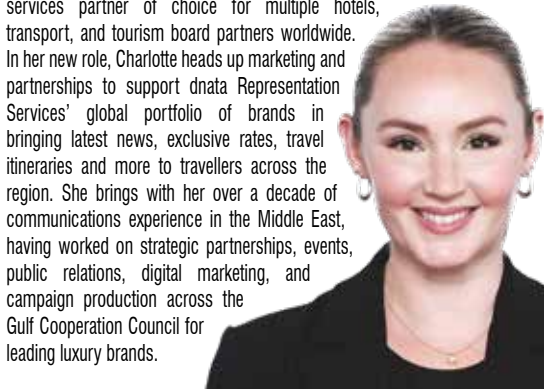 services partner of choice for multiple hotels,
transport, and tourism board partners worldwide.
In her new role, Charlotte heads up marketing and
partnerships to support dnata Representation
Services' global portfolio of brands in
bringing latest news, exclusive rates, travel
itineraries and more to travellers across the
region. She brings with her over a decade of
communications experience in the Middle East,
having worked on strategic partnerships, events,
public relations, digital marketing, and
campaign production across the
Gulf Cooperation Council for
leading luxury brands.